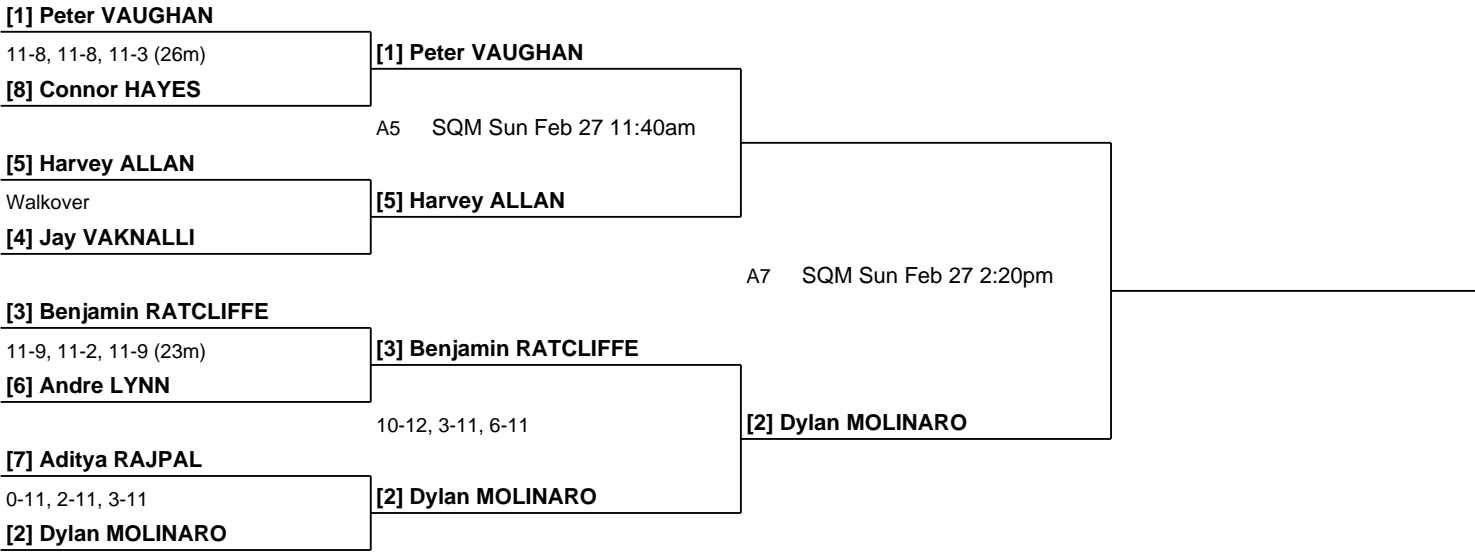 [1] Peter VAUGHAN
11-8, 11-8, 11-3 (26m)
[1] Peter VAUGHAN
[8] Connor HAYES
A5 SQM Sun Feb 27 11:40am
[5] Harvey ALLAN
Walkover
[5] Harvey ALLAN
[4] Jay VAKNALLI
A7 SQM Sun Feb 27 2:20pm
[3] Benjamin RATCLIFFE
11-9, 11-2, 11-9 (23m)
[3] Benjamin RATCLIFFE
[6] Andre LYNN
10-12, 3-11, 6-11
[2] Dylan MOLINARO
[7] Aditya RAJPAL
0-11, 2-11, 3-11
[2] Dylan MOLINARO
[2] Dylan MOLINARO